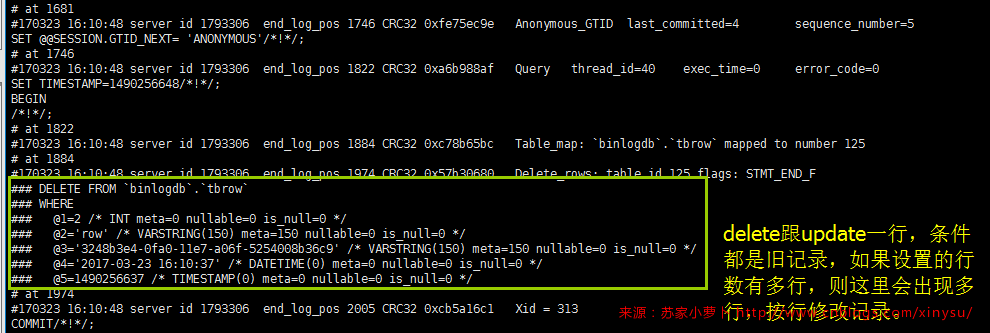 # at 1681
#170323 16:10:48 server id 1793306  end_log_pos 1746 CRC32 0xfe75ec9e   Anonymous_GTID  last_committed=4        sequence_number=5
SET @@SESSION.GTID_NEXT= 'ANONYMOUS'/*!*/;
# at 1746
#170323 16:10:48 server id 1793306  end_log_pos 1822 CRC32 0xa6b988af   Query   thread_id=40    exec_time=0     error_code=0
SET TIMESTAMP=1490256648/*!*/;
BEGIN
/*!*/;
# at 1822
#170323 16:10:48 server id 1793306  end_log_pos 1884 CRC32 0xc78b65bc   Table_map: `binlogdb`.`tbrow` mapped to number 125
# at 1884
#170323 16:10:48 server id 1793306  end_log_pos 1974 CRC32 0x57b30680   Delete_rows: table id 125 flags: STMT_END_F
### DELETE FROM `binlogdb`.`tbrow`
### WHERE
###   @1=2 /* INT meta=0 nullable=0 is_null=0 */
###   @2='row' /* VARSTRING(150) meta=150 nullable=0 is_null=0 */
###   @3='3248b3e4-0fa0-11e7-a06f-5254008b36c9' /* VARSTRING(150) meta=150 nullable=0 is_null=0 */
###   @4='2017-03-23 16:10:37' /* DATETIME(0) meta=0 nullable=0 is_null=0 */
###   @5=1490256637 /* TIMESTAMP(0) meta=0 nullable=0 is_null=0 */
# at 1974
#170323 16:10:48 server id 1793306  end_log_pos 2005 CRC32 0xcb5a16c1   Xid = 313
COMMIT/*!*/;
delete跟update一行，条件
都是旧记录，如果设置的行
数有多行，则这里会出现多
行，按行修改记录。
来源：苏家小萝卜 xinysu/